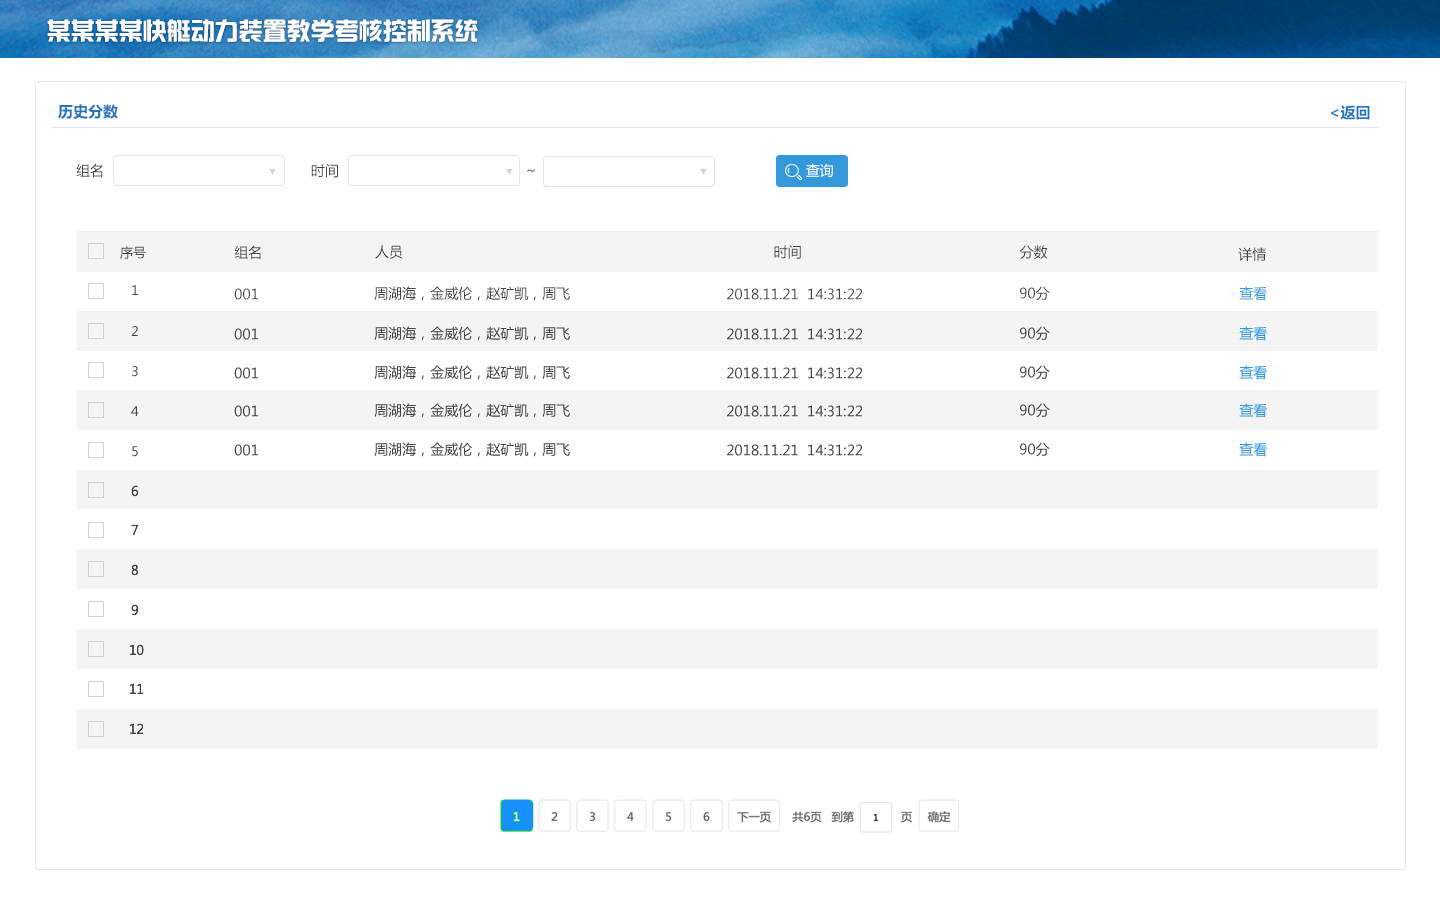 某某某某快艇动力装置教学考核控制系统
历史分数 <返回
组名 时间 ~ 查询
序号 组名 人员 时间 分数 详情
1 001 周湖海，金威伦，赵矿凯，周飞 2018.11.21 14:31:22 90分 查看
2 001 周湖海，金威伦，赵矿凯，周飞 2018.11.21 14:31:22 90分 查看
3 001 周湖海，金威伦，赵矿凯，周飞 2018.11.21 14:31:22 90分 查看
4 001 周湖海，金威伦，赵矿凯，周飞 2018.11.21 14:31:22 90分 查看
5 001 周湖海，金威伦，赵矿凯，周飞 2018.11.21 14:31:22 90分 查看
6
7
8
9
10
11
12
1 2 3 4 5 6 下一页 共6页 到第 1 页 确定